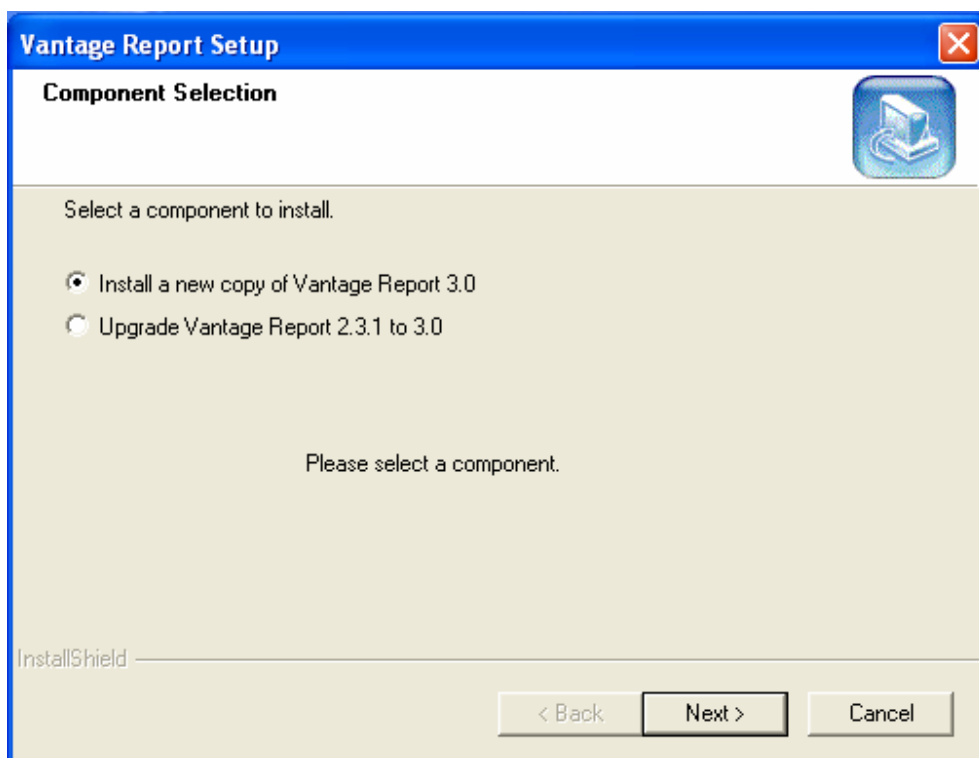 Vantage Report Setup
Component Selection
Select a component to install.
Install a new copy of Vantage Report 3.0
Upgrade Vantage Report 2.3.1 to 3.0
Please select a component.
InstallShield
< Back Next > Cancel